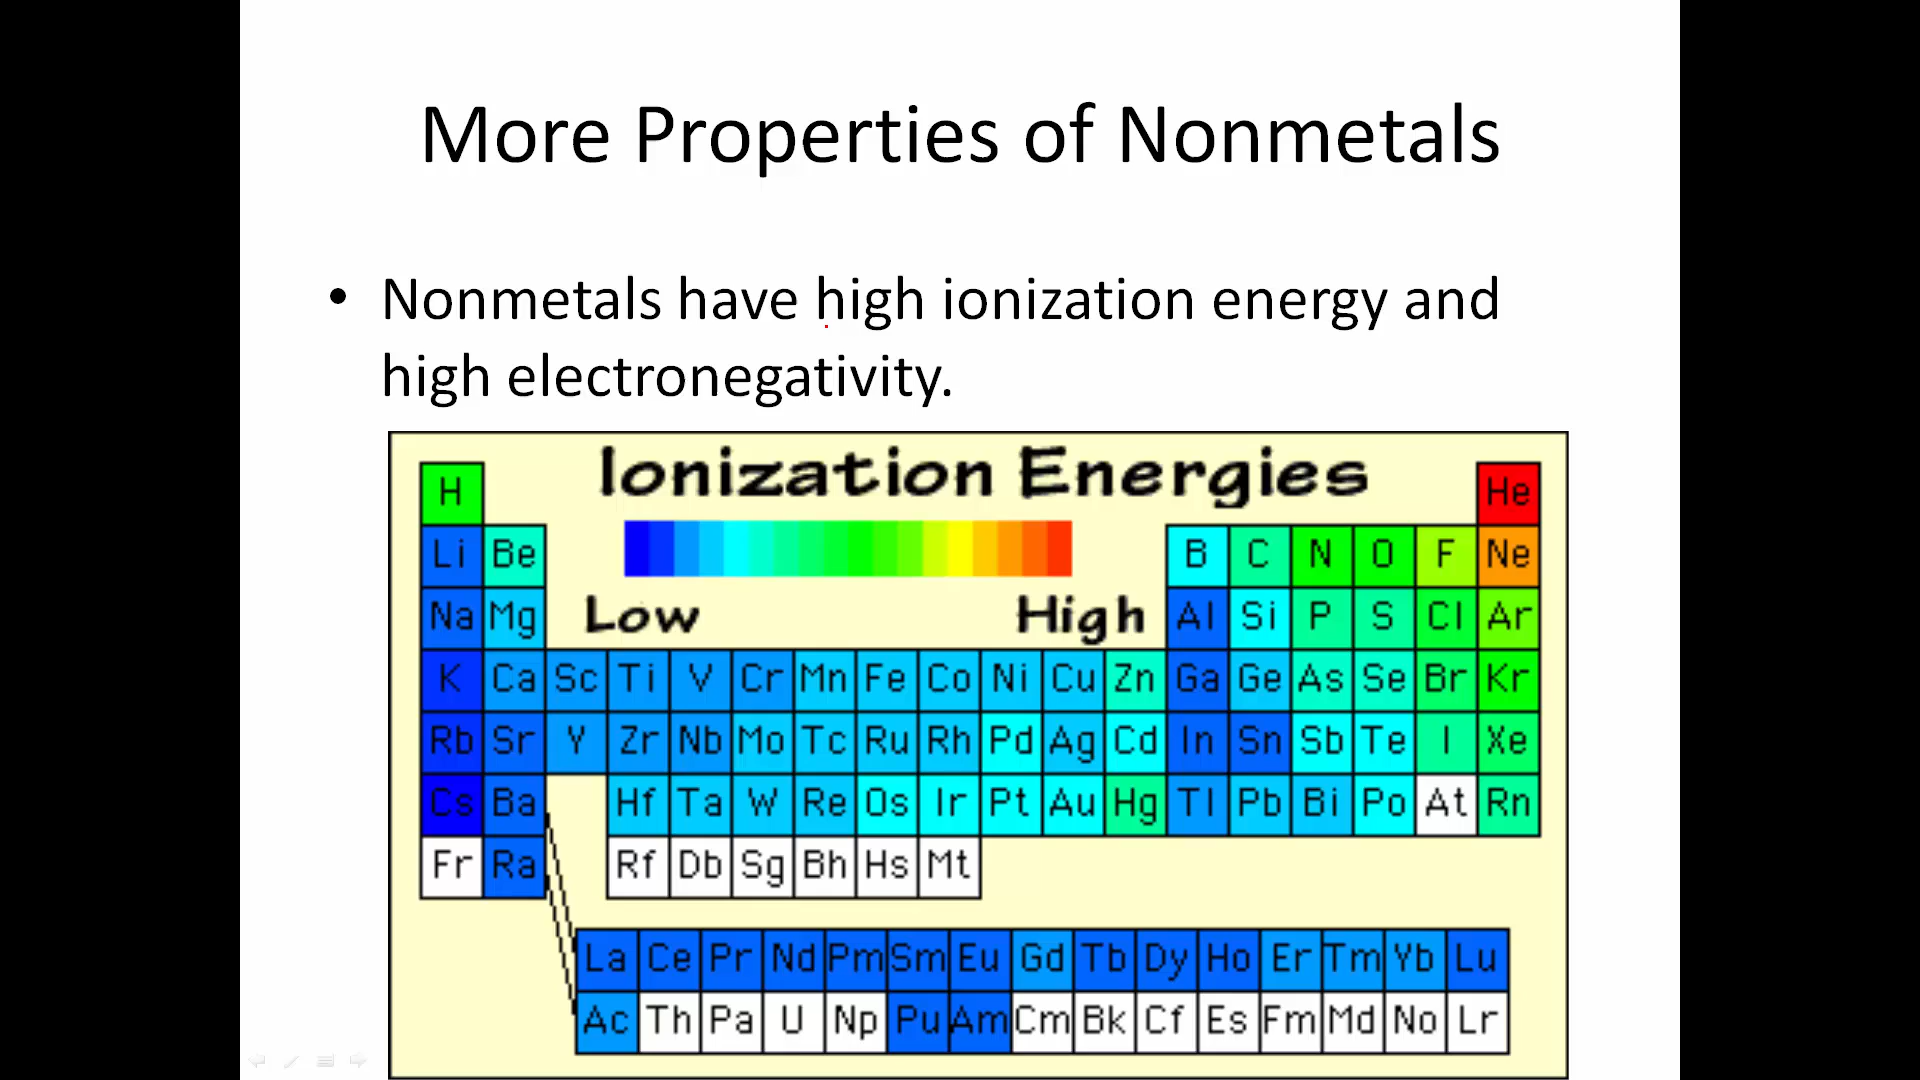 More Properties of Nonmetals
• Nonmetals have high ionization energy and
high electronegativity.
Ionization Energies
H He
Li Be B C N O F Ne
Low High
Na Mg Al Si P S Cl Ar
K Ca Sc Ti V Cr Mn Fe Co Ni Cu Zn Ga Ge As Se Br Kr
Rb Sr Y Zr Nb Mo Tc Ru Rh Pd Ag Cd In Sn Sb Te I Xe
Cs Ba Hf Ta W Re Os Ir Pt Au Hg Tl Pb Bi Po At Rn
Fr Ra Rf Db Sg Bh Hs Mt
La Ce Pr Nd Pm Sm Eu Gd Tb Dy Ho Er Tm Yb Lu
Ac Th Pa U Np Pu Am Cm Bk Cf Es Fm Md No Lr